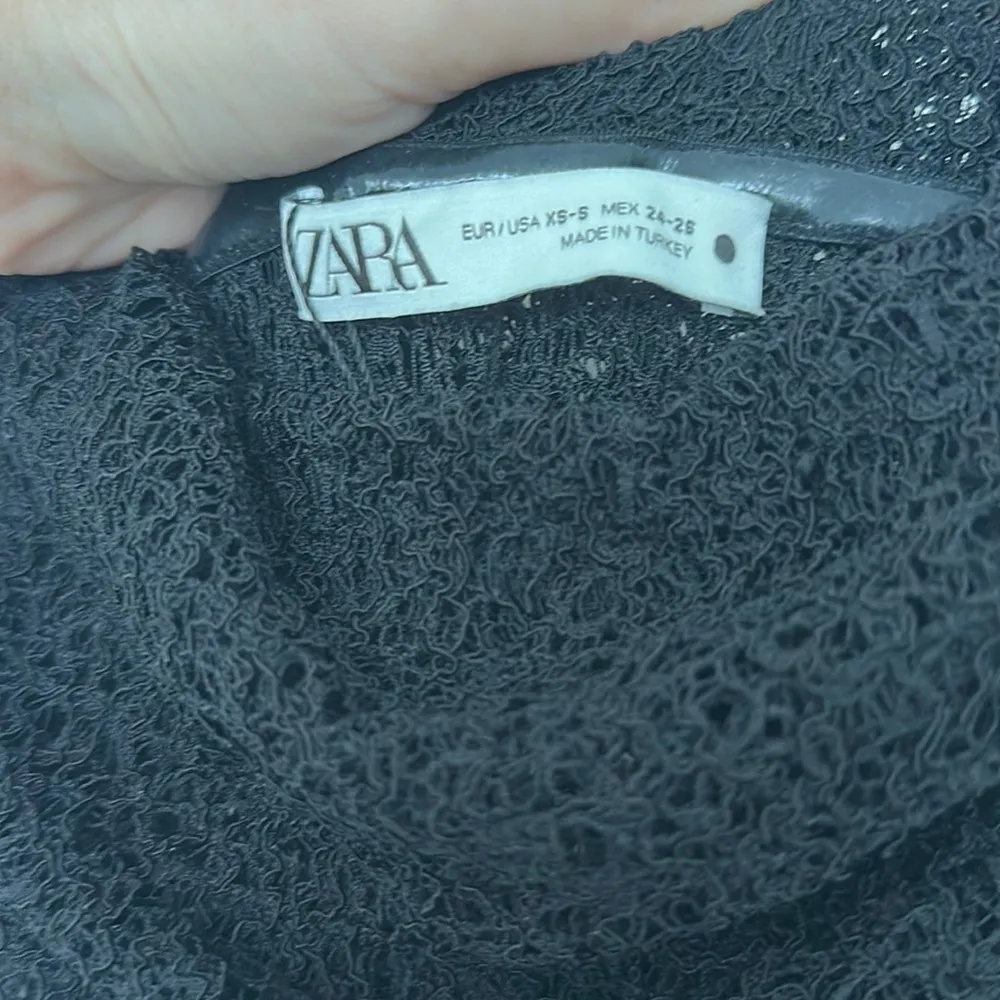 ZARA
EUR/USA XS-S MEX 24-26
MADE IN TURKEY